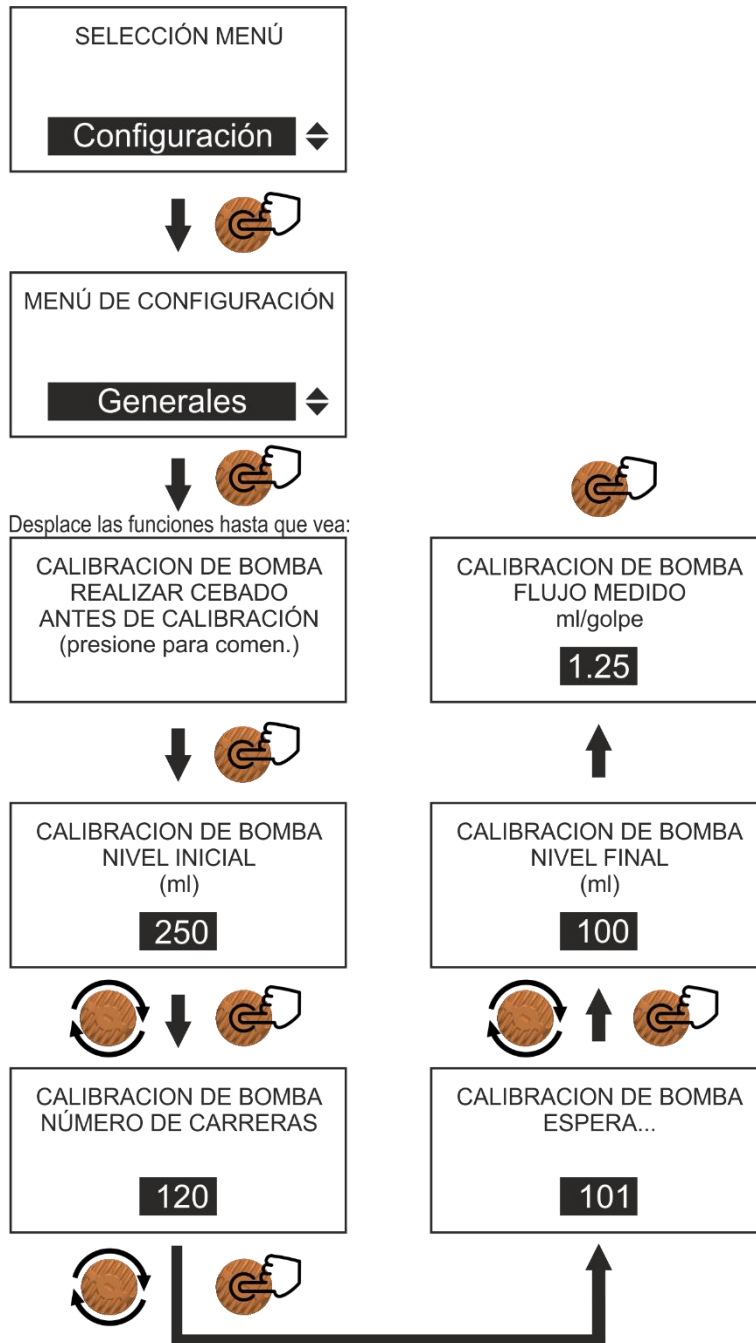 SELECCIÓN MENÚ
Configuración
MENÚ DE CONFIGURACIÓN
Generales
Desplace las funciones hasta que vea:
CALIBRACION DE BOMBA
REALIZAR CEBADO
ANTES DE CALIBRACIÓN
(presione para comen.)
CALIBRACION DE BOMBA
NIVEL INICIAL
(ml)
250
CALIBRACION DE BOMBA
NÚMERO DE CARRERAS
120
CALIBRACION DE BOMBA
ESPERA...
101
CALIBRACION DE BOMBA
NIVEL FINAL
(ml)
100
CALIBRACION DE BOMBA
FLUJO MEDIDO
ml/golpe
1.25